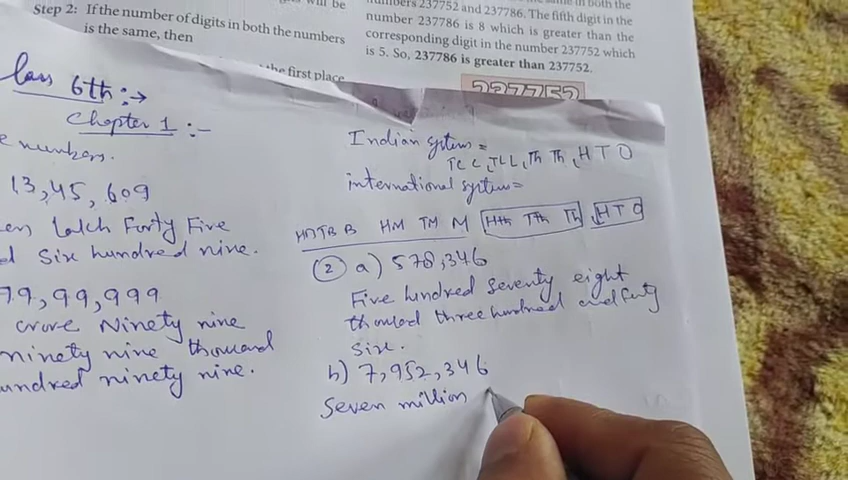 will be
Step 2: If the number of digits in both the numbers
is the same, then
the first place
numbers 237752 and 237786. The fifth digit in the
number 237786 is 8 which is greater than the
corresponding digit in the number 237752 which
is 5. So, 237786 is greater than 237752.
237752
6th :→
Chapter 1 :-
numbers.
13,45,609
Lakh Forty Five
Six hundred nine.
79,99,999
crore Ninety nine
ninety nine thousand
hundred ninety nine.
Indian system =
TC C, TL L, Th Th, H T O
international system =
B HM TM M Hth Tth Th, H T O
(2) a) 578,346
Five hundred seventy eight
thousad three hundred and forty
six.
b) 7,952,346
Seven million